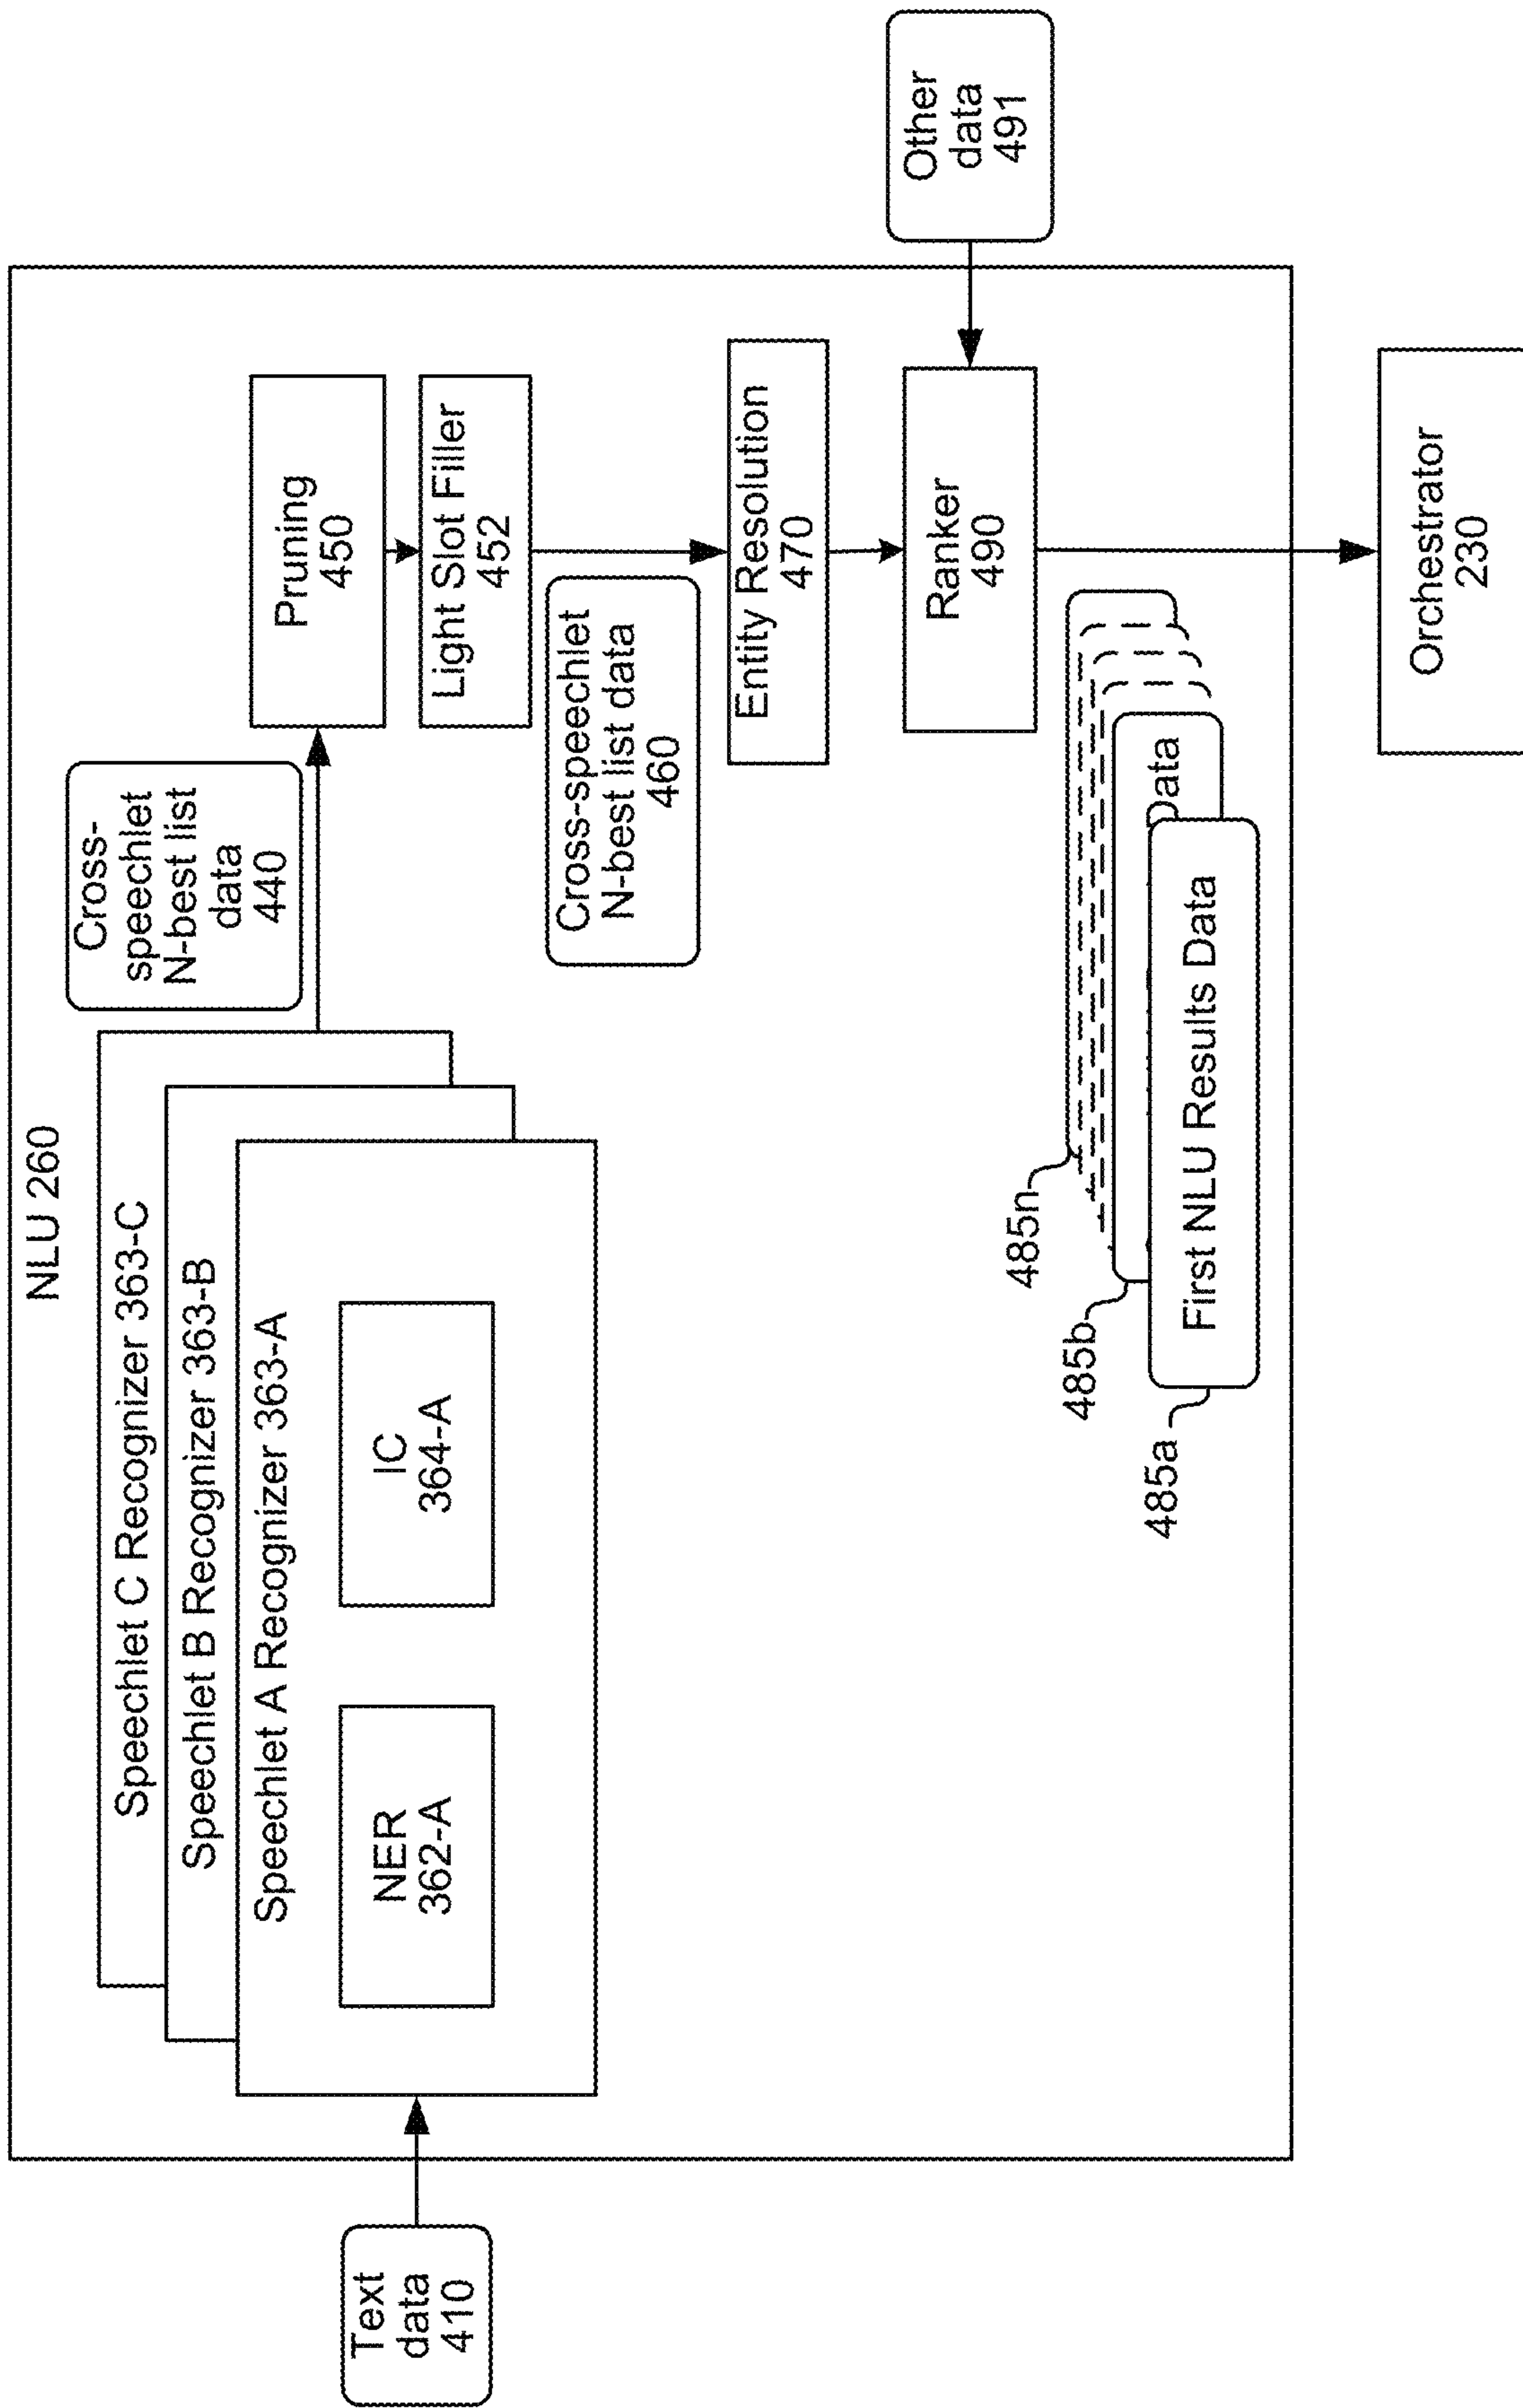 NLU 260
Text
data
410
Speechlet C Recognizer 363-C
Speechlet B Recognizer 363-B
Speechlet A Recognizer 363-A
NER
362-A
IC
364-A
Cross-
speechlet
N-best list
data
440
Pruning
450
Light Slot Filler
452
Cross-speechlet
N-best list data
460
Entity Resolution
470
Ranker
490
Other
data
491
485n
485b
485a
Data
First NLU Results Data
Orchestrator
230